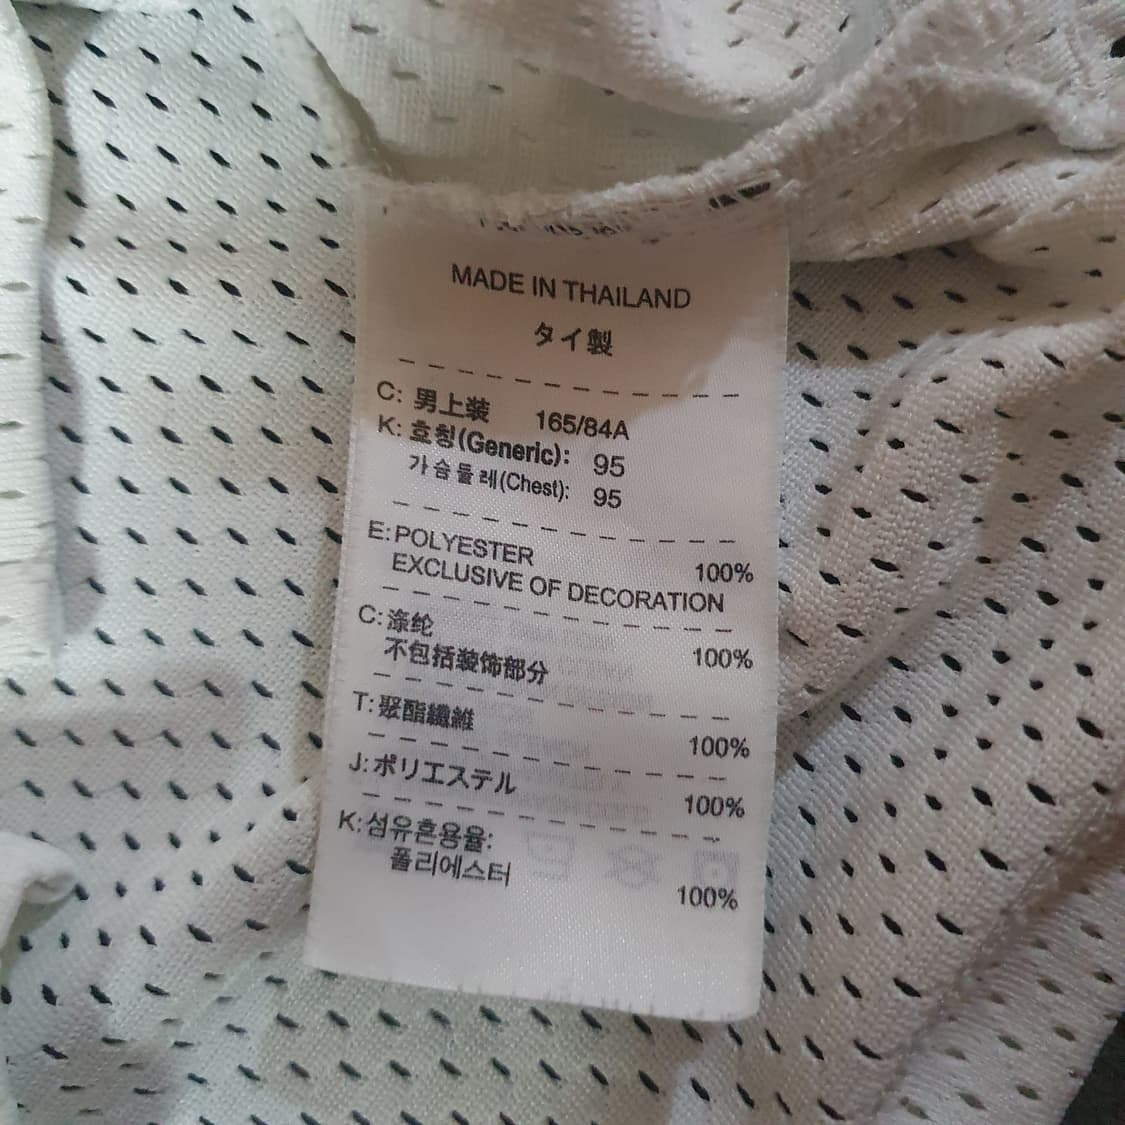 MADE IN THAILAND
タイ製
C: 男上装 165/84A
K: 호칭(Generic): 95
가슴둘레(Chest): 95
E: POLYESTER 100%
EXCLUSIVE OF DECORATION
C: 涤纶 100%
不包括装饰部分
T: 聚酯纖維 100%
J: ポリエステル 100%
K: 섬유혼용율:
폴리에스터 100%